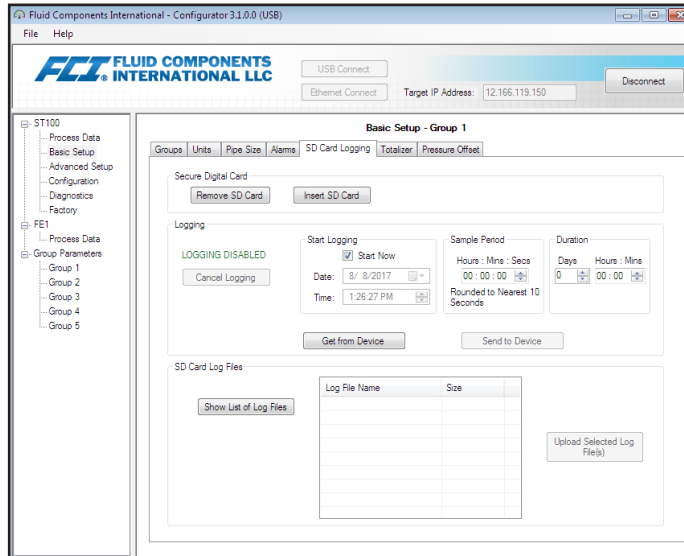 Fluid Components International - Configurator 3.1.0.0 (USB)
File Help
FCI. FLUID COMPONENTS
® INTERNATIONAL LLC
USB Connect
Ethernet Connect
Target IP Address: 12.166.119.150
Disconnect
ST100
Process Data
Basic Setup
Advanced Setup
Configuration
Diagnostics
Factory
FE1
Process Data
Group Parameters
Group 1
Group 2
Group 3
Group 4
Group 5
Basic Setup - Group 1
Groups Units Pipe Size Alarms SD Card Logging Totalizer Pressure Offset
Secure Digital Card
Remove SD Card Insert SD Card
Logging
LOGGING DISABLED
Cancel Logging
Start Logging
Start Now
Date: 8/ 8/2017
Time: 1:26:27 PM
Sample Period
Hours : Mins : Secs
00 : 00 : 00
Rounded to Nearest 10
Seconds
Duration
Days Hours : Mins
0 00 : 00
Get from Device Send to Device
SD Card Log Files
Show List of Log Files
Log File Name Size
Upload Selected Log
File(s)